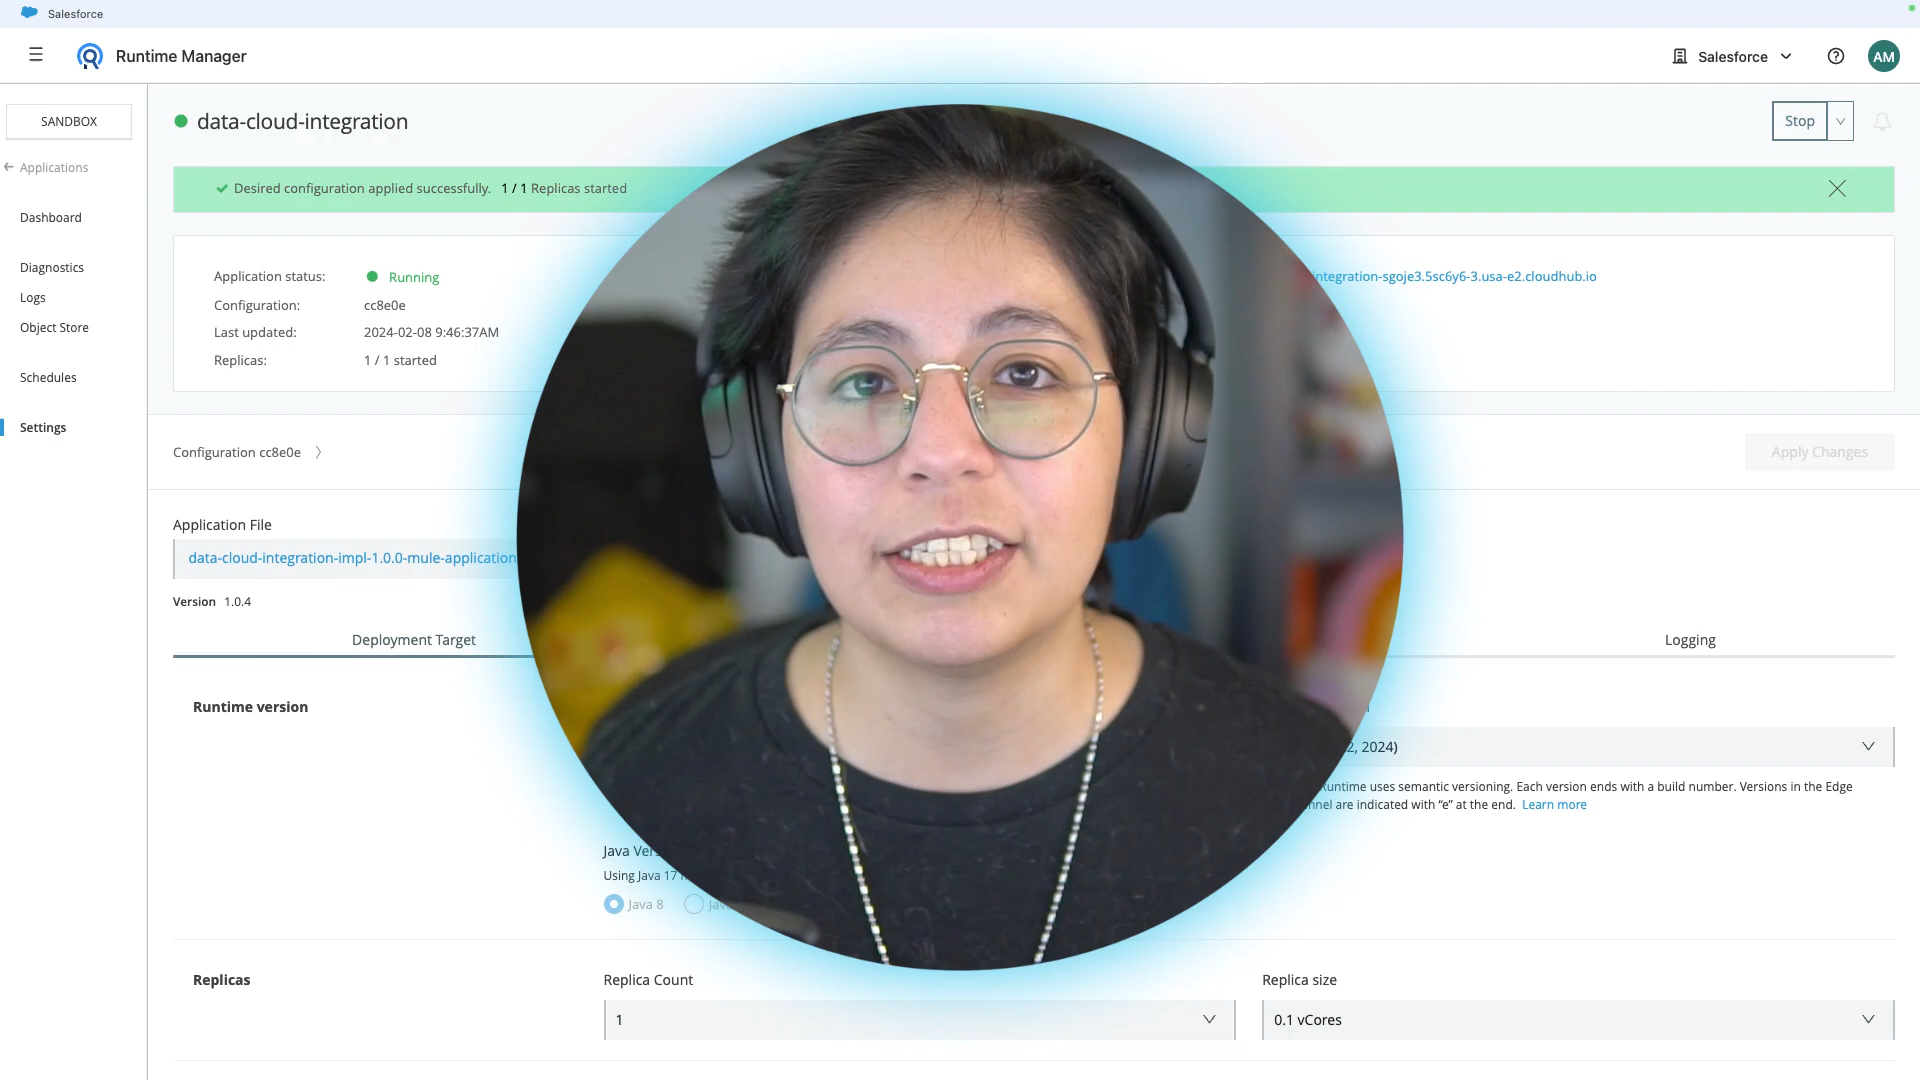 Salesforce
Runtime Manager
Salesforce
AM
SANDBOX
data-cloud-integration
Stop
Applications
Desired configuration applied successfully. 1 / 1 Replicas started
Dashboard
Diagnostics
Logs
Object Store
Schedules
Settings
Application status: Running
integration-sgoje3.5sc6y6-3.usa-e2.cloudhub.io
Configuration: cc8e0e
Last updated: 2024-02-08 9:46:37AM
Replicas: 1 / 1 started
Configuration cc8e0e
Apply Changes
Application File
data-cloud-integration-impl-1.0.0-mule-application
Version 1.0.4
Deployment Target
Logging
Runtime version
2, 2024)
Runtime uses semantic versioning. Each version ends with a build number. Versions in the Edge
are indicated with “e” at the end. Learn more
Java
Using Java 17
Java 8
Replicas
Replica Count
Replica size
1
0.1 vCores